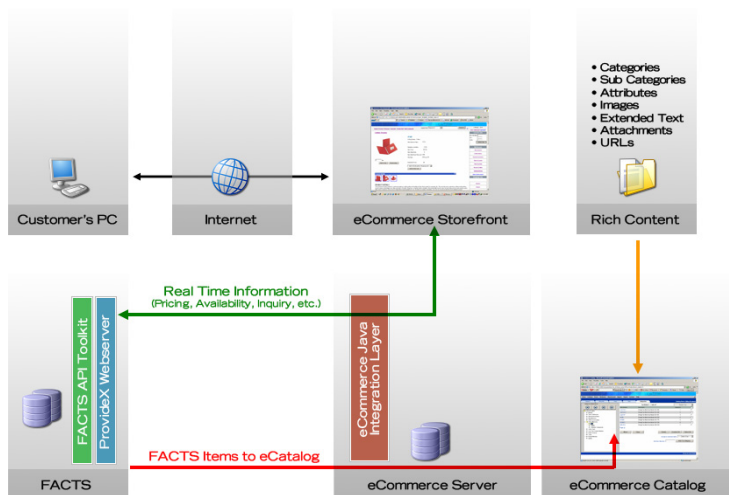 • Categories
• Sub Categories
• Attributes
• Images
• Extended Text
• Attachments
• URLs
Customer's PC
Internet
eCommerce Storefront
Rich Content
Real Time Information
(Pricing, Availability, Inquiry, etc.)
FACTS API Toolkit
ProvideX Webserver
eCommerce Java
Integration Layer
FACTS Items to eCatalog
FACTS
eCommerce Server
eCommerce Catalog